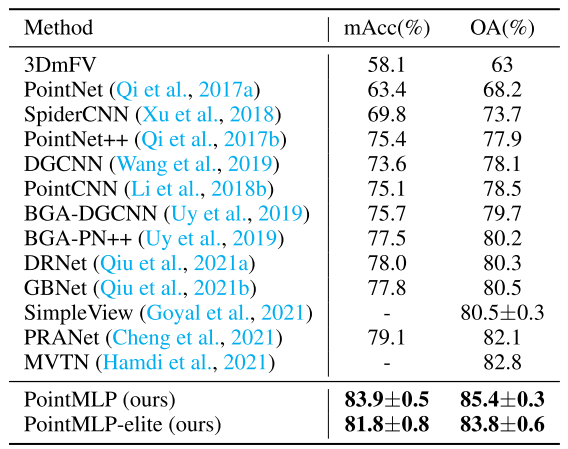 Method mAcc(%) OA(%)
3DmFV 58.1 63
PointNet (Qi et al., 2017a) 63.4 68.2
SpiderCNN (Xu et al., 2018) 69.8 73.7
PointNet++ (Qi et al., 2017b) 75.4 77.9
DGCNN (Wang et al., 2019) 73.6 78.1
PointCNN (Li et al., 2018b) 75.1 78.5
BGA-DGCNN (Uy et al., 2019) 75.7 79.7
BGA-PN++ (Uy et al., 2019) 77.5 80.2
DRNet (Qiu et al., 2021a) 78.0 80.3
GBNet (Qiu et al., 2021b) 77.8 80.5
SimpleView (Goyal et al., 2021) - 80.5±0.3
PRANet (Cheng et al., 2021) 79.1 82.1
MVTN (Hamdi et al., 2021) - 82.8
PointMLP (ours) 83.9±0.5 85.4±0.3
PointMLP-elite (ours) 81.8±0.8 83.8±0.6